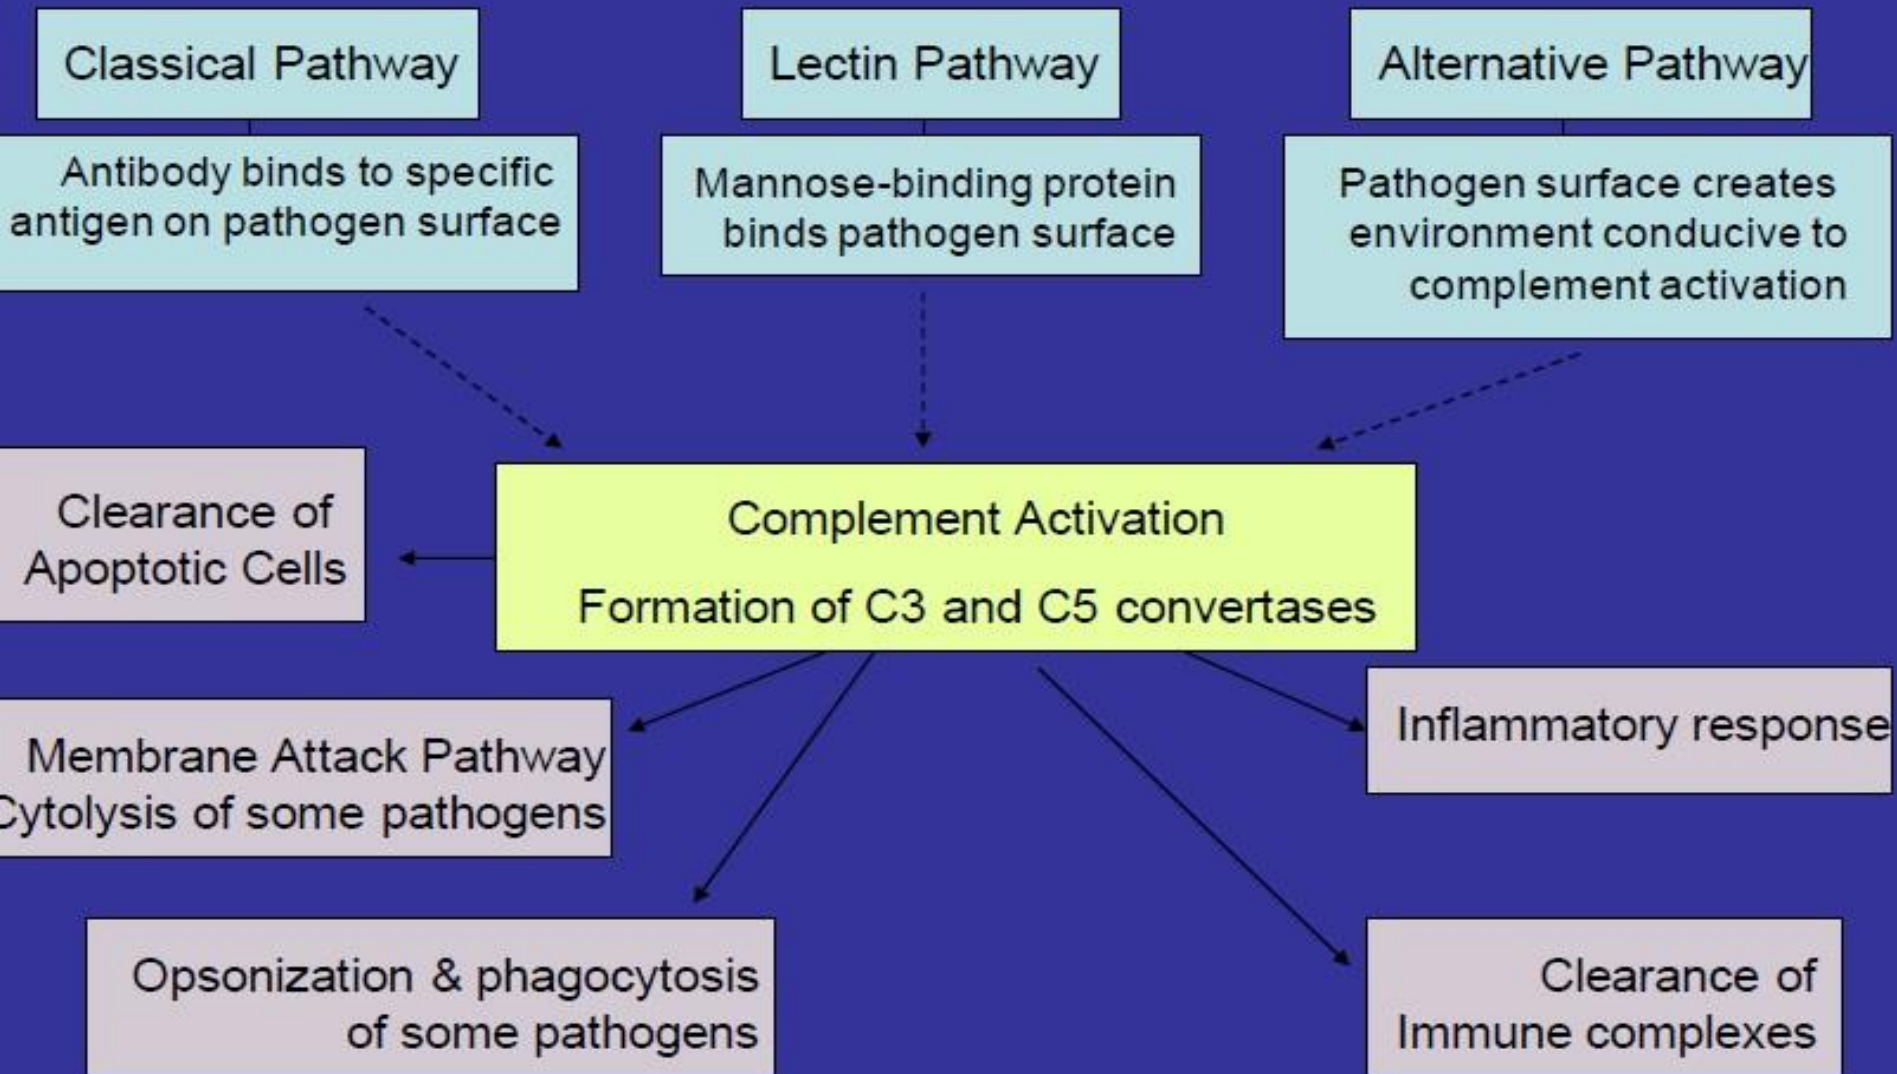 Classical Pathway
Lectin Pathway
Alternative Pathway
Antibody binds to specific
antigen on pathogen surface
Mannose-binding protein
binds pathogen surface
Pathogen surface creates
environment conducive to
complement activation
Clearance of
Apoptotic Cells
Complement Activation
Formation of C3 and C5 convertases
Membrane Attack Pathway
Cytolysis of some pathogens
Inflammatory response
Opsonization & phagocytosis
of some pathogens
Clearance of
Immune complexes